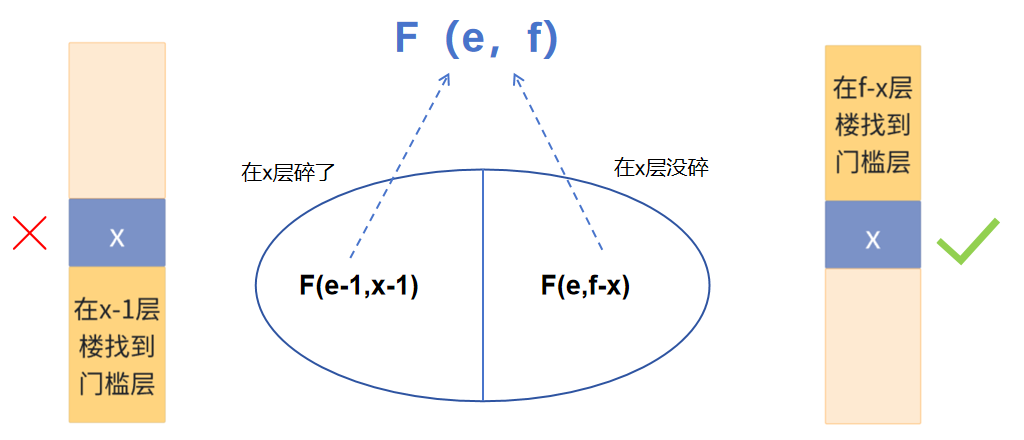 F（e，f)
在x层碎了
在x层没碎
F(e-1,x-1)
F(e,f-x)
x
在x-1层
楼找到
门槛层
在f-x层
楼找到
门槛层
x